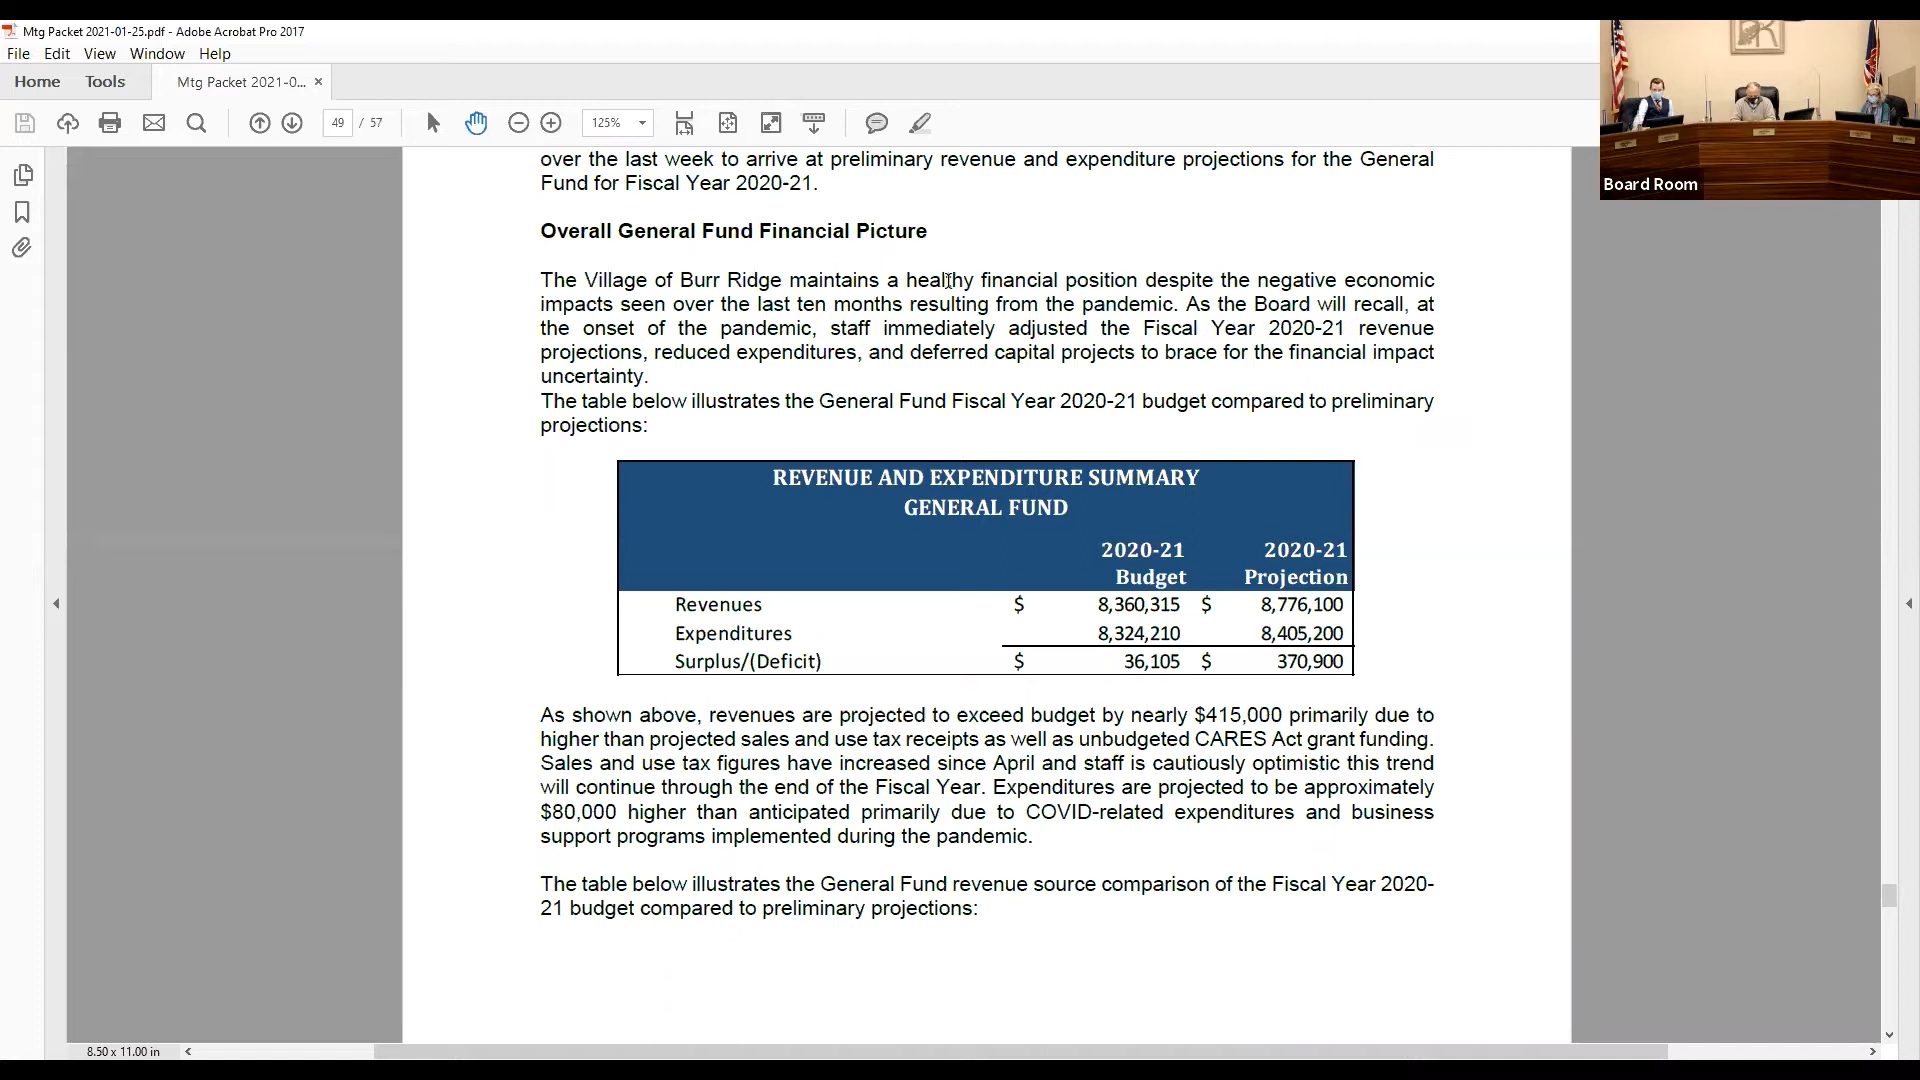 Mtg Packet 2021-01-25.pdf - Adobe Acrobat Pro 2017
File Edit View Window Help
Home Tools Mtg Packet 2021-0... ×
49 / 57 125%
Board Room
over the last week to arrive at preliminary revenue and expenditure projections for the General
Fund for Fiscal Year 2020-21.
Overall General Fund Financial Picture
The Village of Burr Ridge maintains a healthy financial position despite the negative economic
impacts seen over the last ten months resulting from the pandemic. As the Board will recall, at
the onset of the pandemic, staff immediately adjusted the Fiscal Year 2020-21 revenue
projections, reduced expenditures, and deferred capital projects to brace for the financial impact
uncertainty.
The table below illustrates the General Fund Fiscal Year 2020-21 budget compared to preliminary
projections:
REVENUE AND EXPENDITURE SUMMARY
GENERAL FUND
2020-21 2020-21
Budget Projection
Revenues $ 8,360,315 $ 8,776,100
Expenditures 8,324,210 8,405,200
Surplus/(Deficit) $ 36,105 $ 370,900
As shown above, revenues are projected to exceed budget by nearly $415,000 primarily due to
higher than projected sales and use tax receipts as well as unbudgeted CARES Act grant funding.
Sales and use tax figures have increased since April and staff is cautiously optimistic this trend
will continue through the end of the Fiscal Year. Expenditures are projected to be approximately
$80,000 higher than anticipated primarily due to COVID-related expenditures and business
support programs implemented during the pandemic.
The table below illustrates the General Fund revenue source comparison of the Fiscal Year 2020-
21 budget compared to preliminary projections:
8.50 x 11.00 in